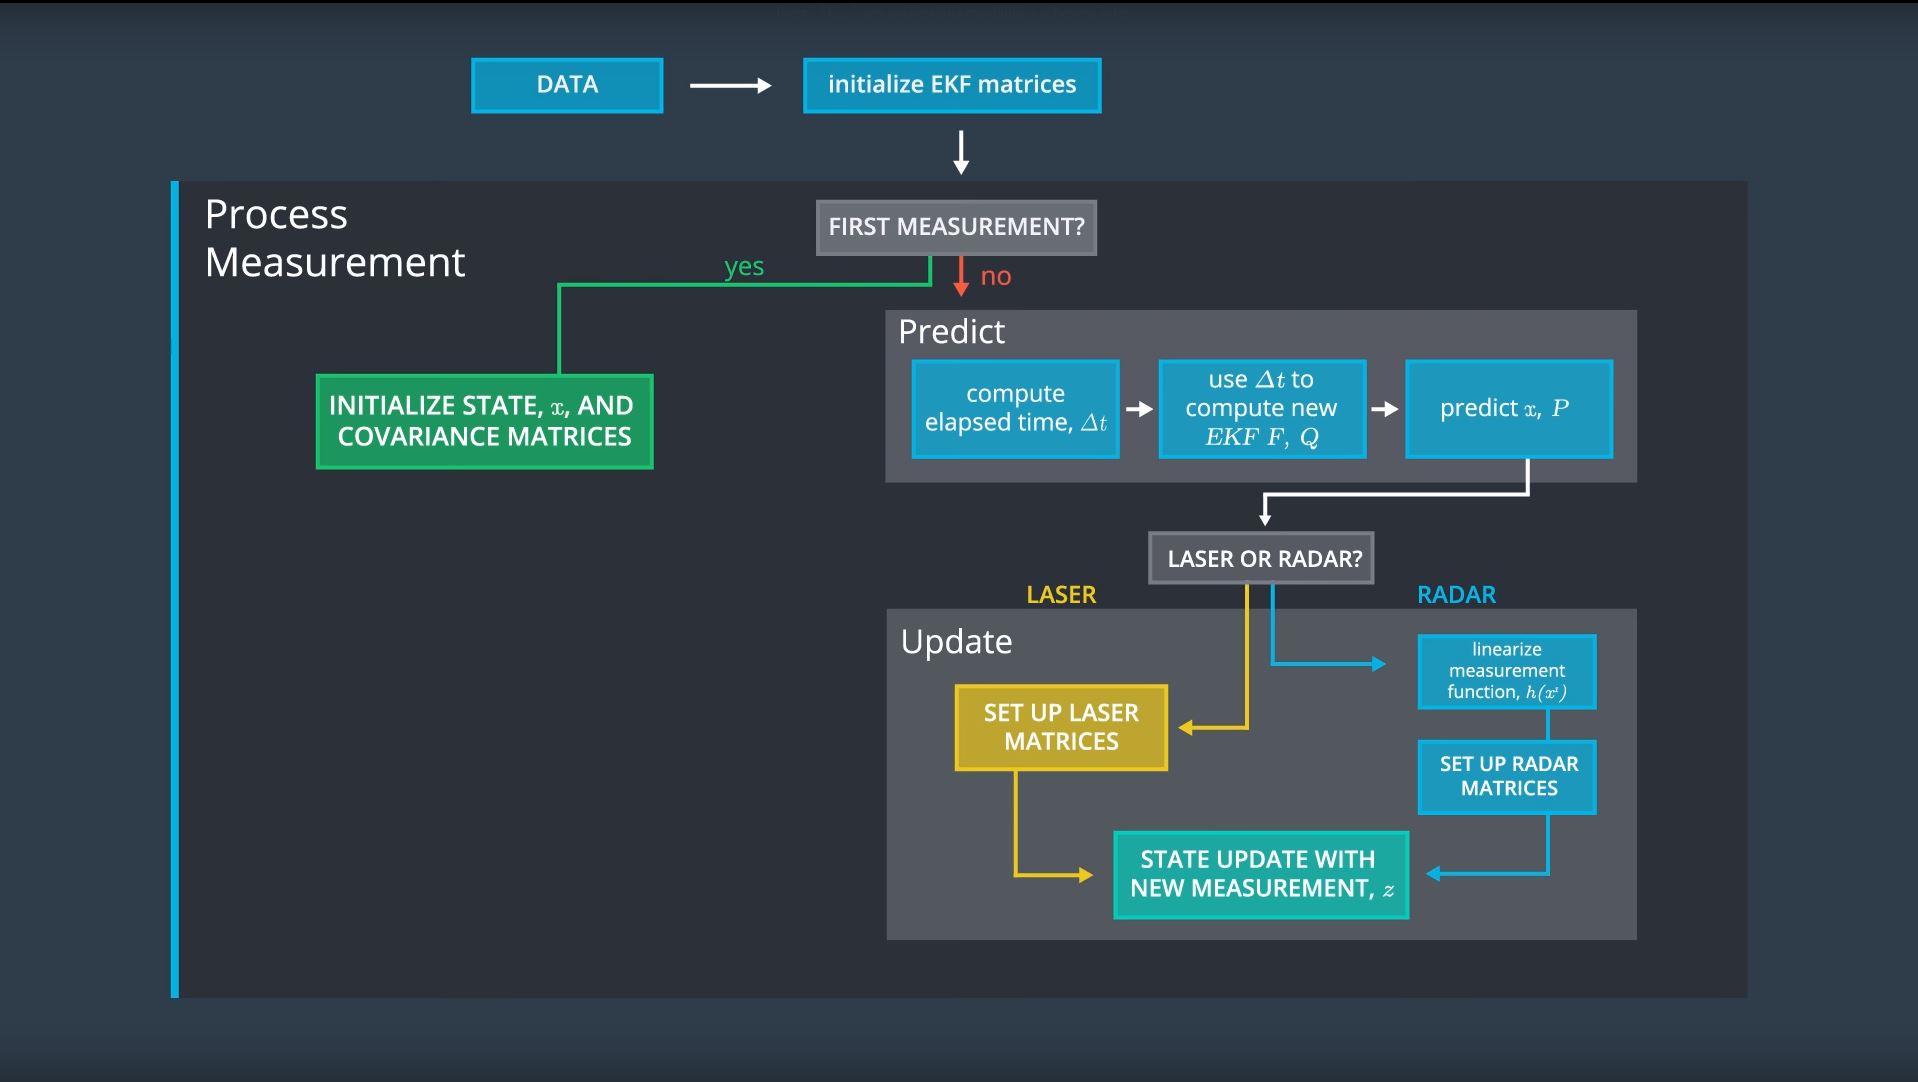 DATA
initialize EKF matrices
Process
Measurement
FIRST MEASUREMENT?
yes
no
INITIALIZE STATE, x, AND
COVARIANCE MATRICES
Predict
compute
elapsed time, Δt
use Δt to
compute new
EKF F, Q
predict x, P
LASER OR RADAR?
LASER
RADAR
Update
SET UP LASER
MATRICES
linearize
measurement
function, h(x')
SET UP RADAR
MATRICES
STATE UPDATE WITH
NEW MEASUREMENT, z